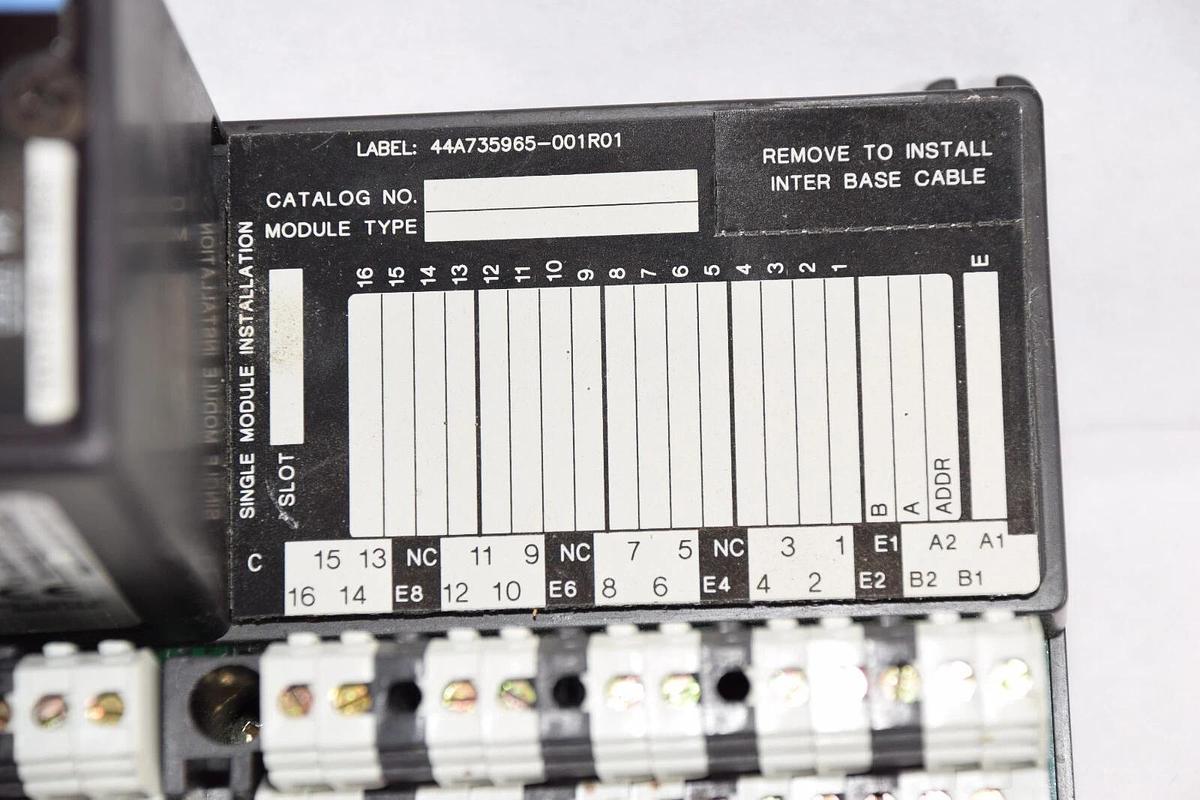 LABEL: 44A735965-001R01
REMOVE TO INSTALL
INTER BASE CABLE
CATALOG NO.
MODULE TYPE
SINGLE MODULE INSTALLATION
SLOT
16 15 14 13 12 11 10 9 8 7 6 5 4 3 2 1 E
B A ADDR
C 15 13 NC 11 9 NC 7 5 NC 3 1 E1 A2 A1
16 14 E8 12 10 E6 8 6 E4 4 2 E2 B2 B1